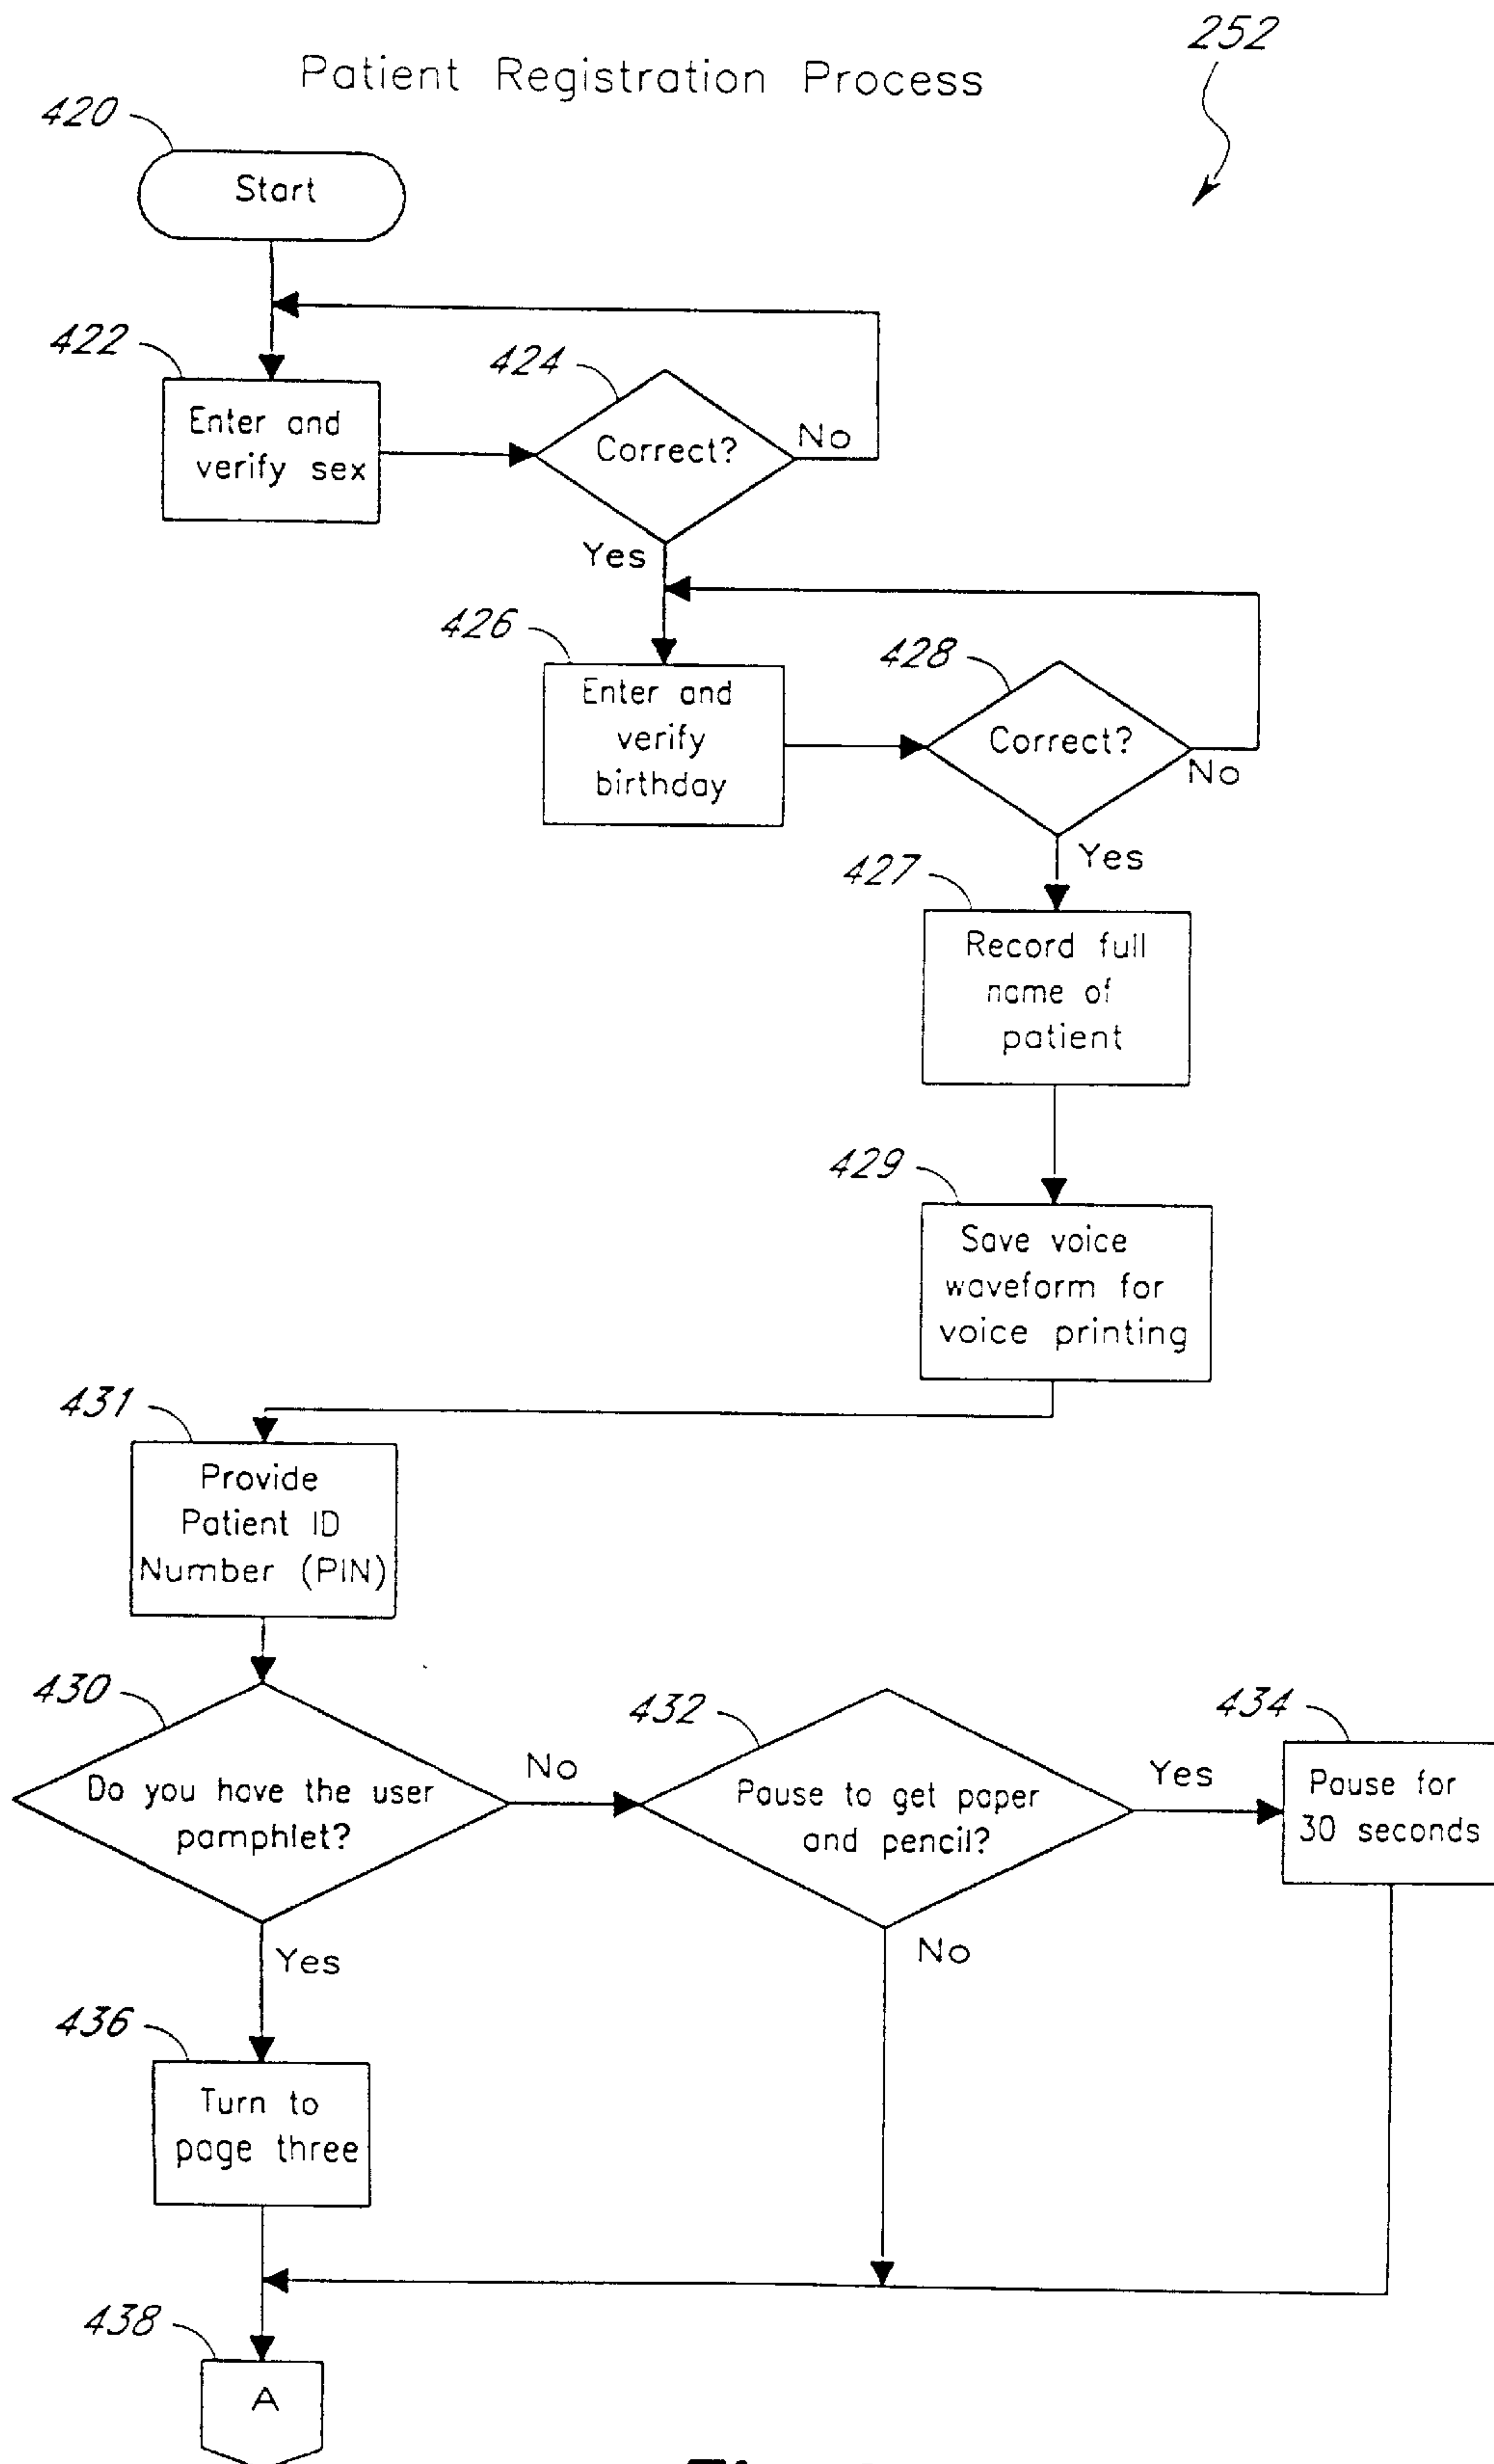 252
Patient Registration Process
420
Start
422
Enter and
verify sex
424
Correct?
No
Yes
426
Enter and
verify
birthday
428
Correct?
No
Yes
427
Record full
name of
patient
429
Save voice
waveform for
voice printing
431
Provide
Patient ID
Number (PIN)
430
Do you have the user
pamphlet?
No
432
Pause to get paper
and pencil?
Yes
434
Pause for
30 seconds
Yes
No
436
Turn to
page three
438
A